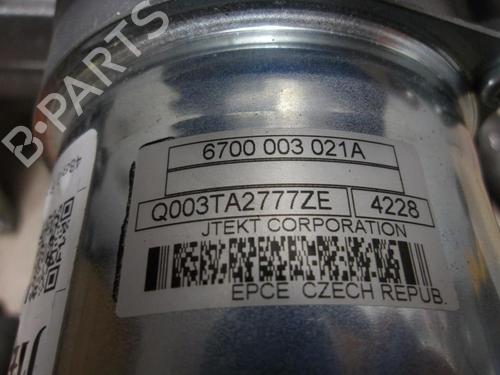 B-PARTS
6700 003 021A
Q003TA2777ZE 4228
JTEKT CORPORATION
EPCE CZECH REPUB.